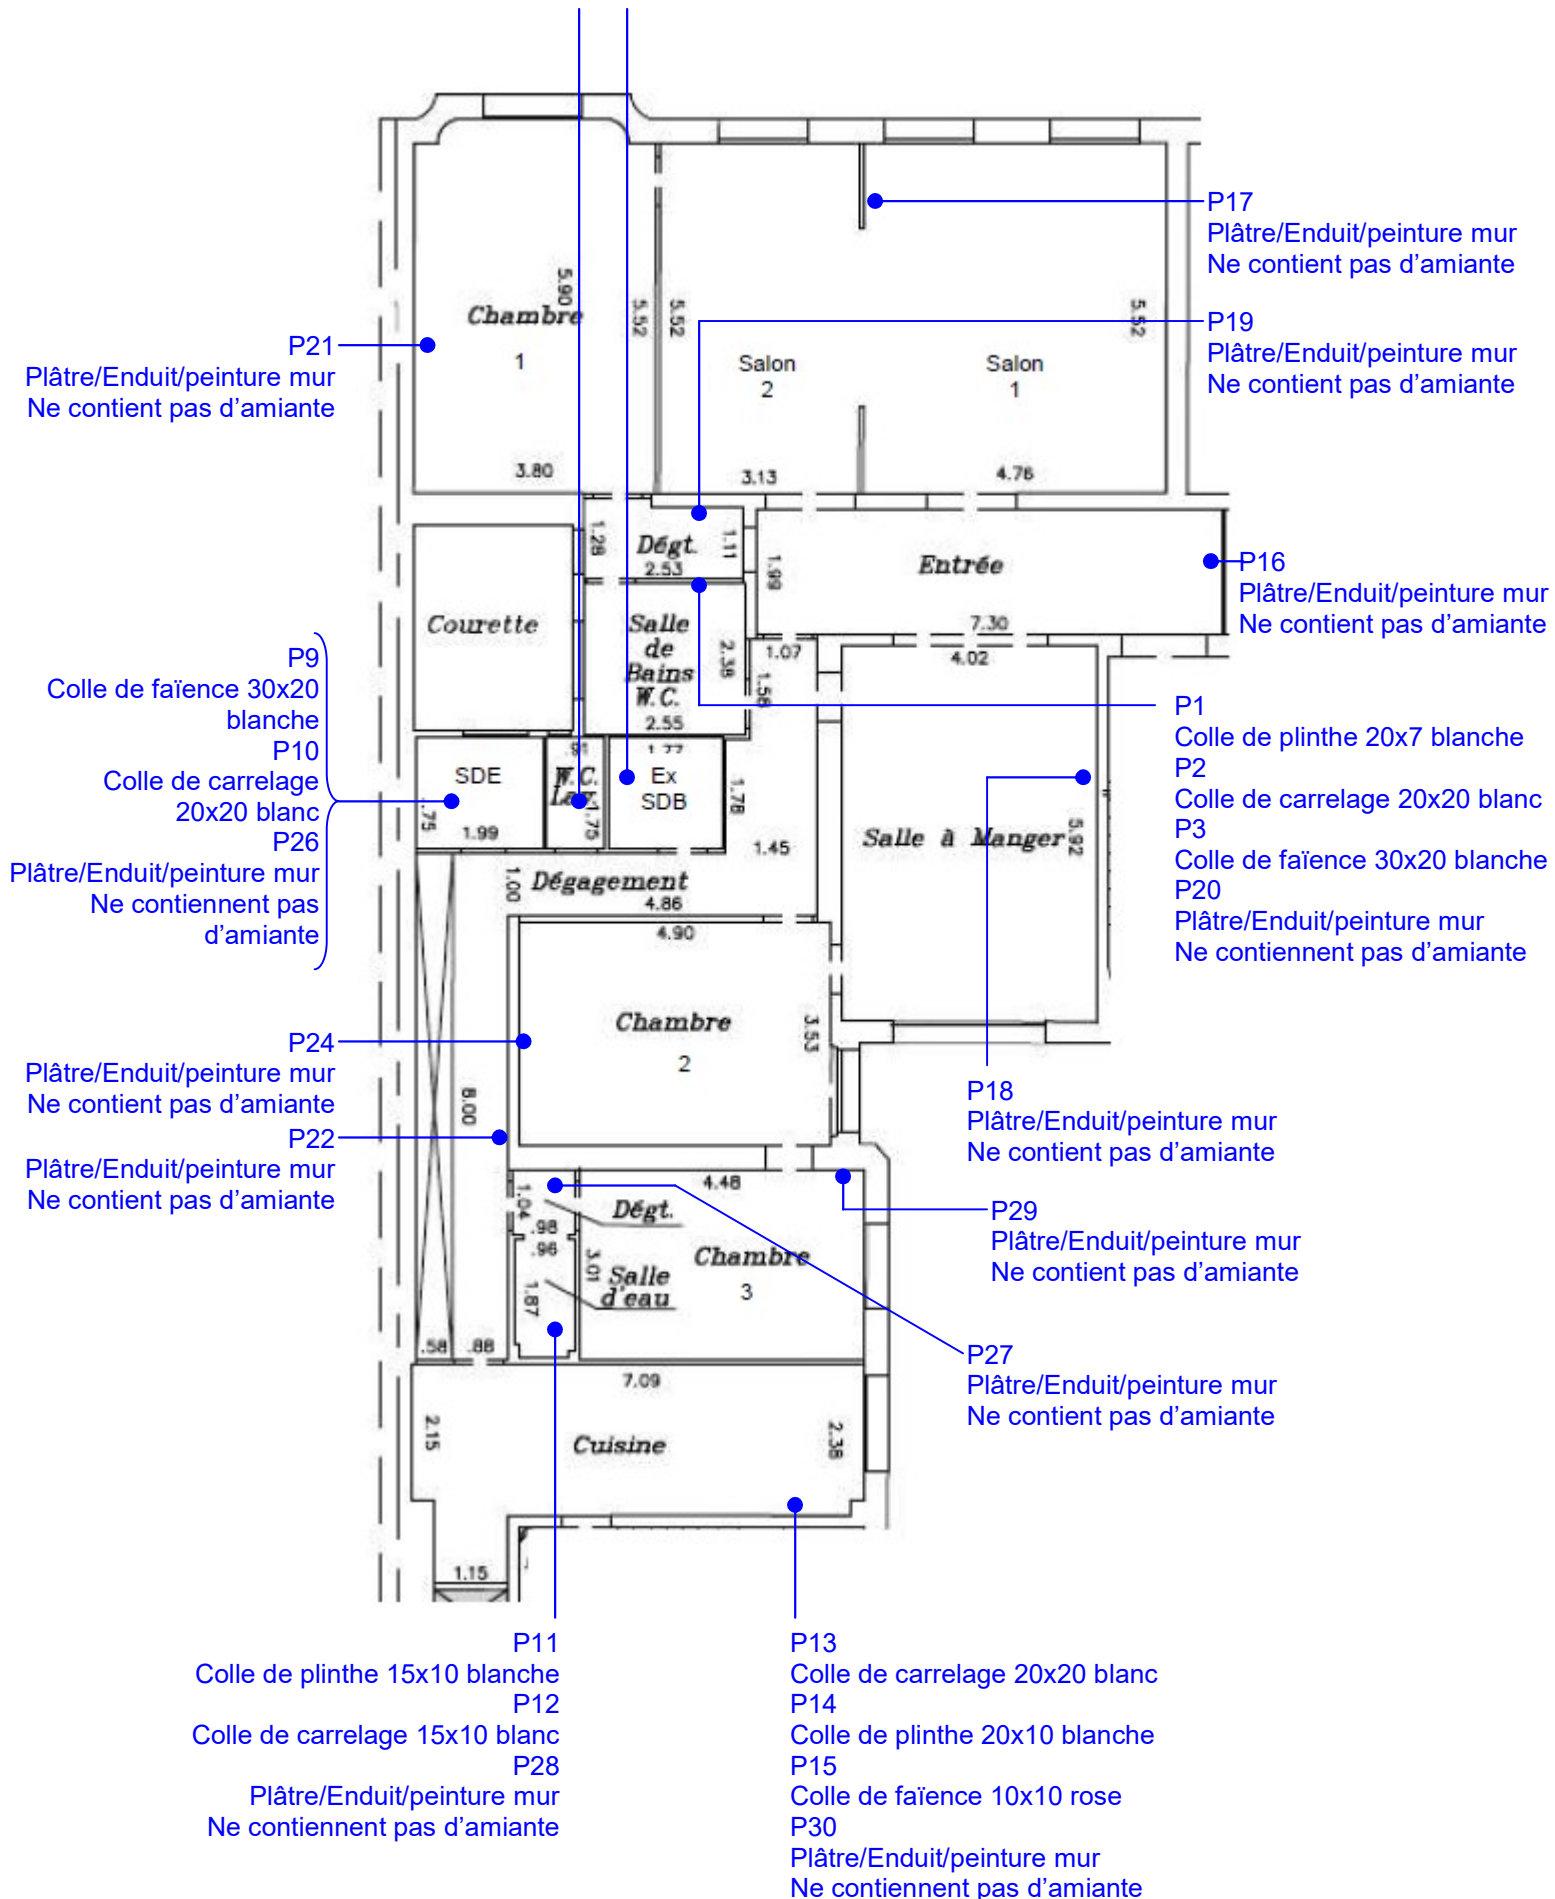 P17
Plâtre/Enduit/peinture mur
Ne contient pas d'amiante
5.90
Chambre
1
5.52
5.52
5.52
Salon
2
Salon
1
P21
Plâtre/Enduit/peinture mur
Ne contient pas d'amiante
P19
Plâtre/Enduit/peinture mur
Ne contient pas d'amiante
3.80
3.13
4.76
1.28
Dégt.
2.53
1.11
1.99
Entrée
7.30
P16
Plâtre/Enduit/peinture mur
Ne contient pas d'amiante
Courette
Salle
de
Bains
W.C.
2.55
2.38
1.07
1.58
4.02
P9
Colle de faïence 30x20
blanche
P10
Colle de carrelage
20x20 blanc
P26
Plâtre/Enduit/peinture mur
Ne contiennent pas
d'amiante
P1
Colle de plinthe 20x7 blanche
P2
Colle de carrelage 20x20 blanc
P3
Colle de faïence 30x20 blanche
P20
Plâtre/Enduit/peinture mur
Ne contiennent pas d'amiante
SDE
.75
1.99
.91
W.C.
.75
1.77
Ex
SDB
1.78
1.45
Salle à Manger
5.92
1.00
Dégagement
4.86
4.90
Chambre
2
3.53
P24
Plâtre/Enduit/peinture mur
Ne contient pas d'amiante
8.00
P22
Plâtre/Enduit/peinture mur
Ne contient pas d'amiante
P18
Plâtre/Enduit/peinture mur
Ne contient pas d'amiante
4.48
1.04
Dégt.
.98
.96
3.01
Chambre
3
Salle
d'eau
1.87
P29
Plâtre/Enduit/peinture mur
Ne contient pas d'amiante
P27
Plâtre/Enduit/peinture mur
Ne contient pas d'amiante
.58
.88
7.09
2.15
Cuisine
2.38
1.15
P11
Colle de plinthe 15x10 blanche
P12
Colle de carrelage 15x10 blanc
P28
Plâtre/Enduit/peinture mur
Ne contiennent pas d'amiante
P13
Colle de carrelage 20x20 blanc
P14
Colle de plinthe 20x10 blanche
P15
Colle de faïence 10x10 rose
P30
Plâtre/Enduit/peinture mur
Ne contiennent pas d'amiante